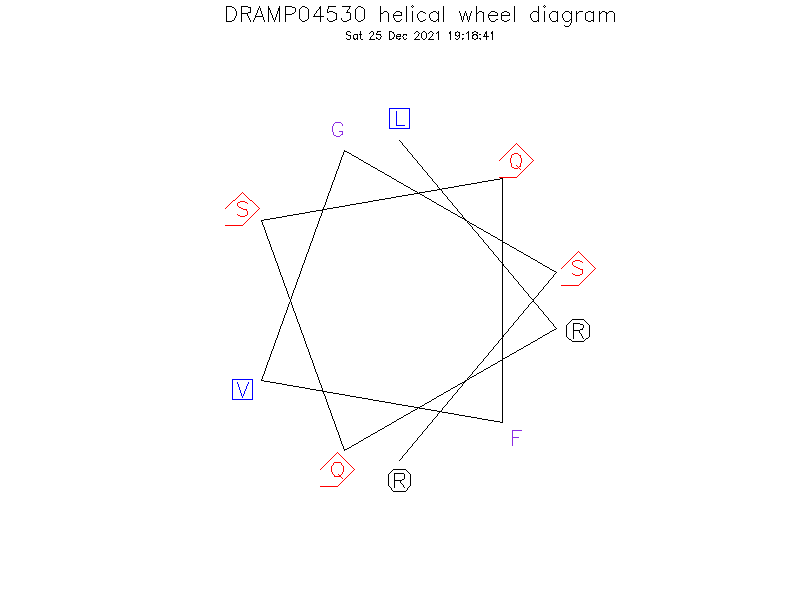 DRAMP04530 helical wheel diagram
Sat 25 Dec 2021 19:18:41
L
G
Q
S
S
R
V
F
Q
R